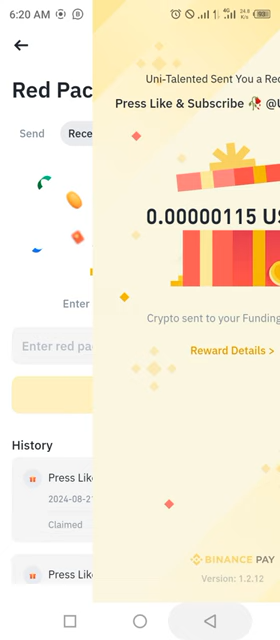 6:20 AM
24.8 K/s
Uni-Talented Sent You a Rec
Red Pac
Press Like & Subscribe 🥀 @U
Send
Rece
0.00000115 US
Enter
Crypto sent to your Funding
Enter red pa
Reward Details >
History
Press Like
2024-08-2
Claimed
Press Like
BINANCE PAY
Version: 1.2.12